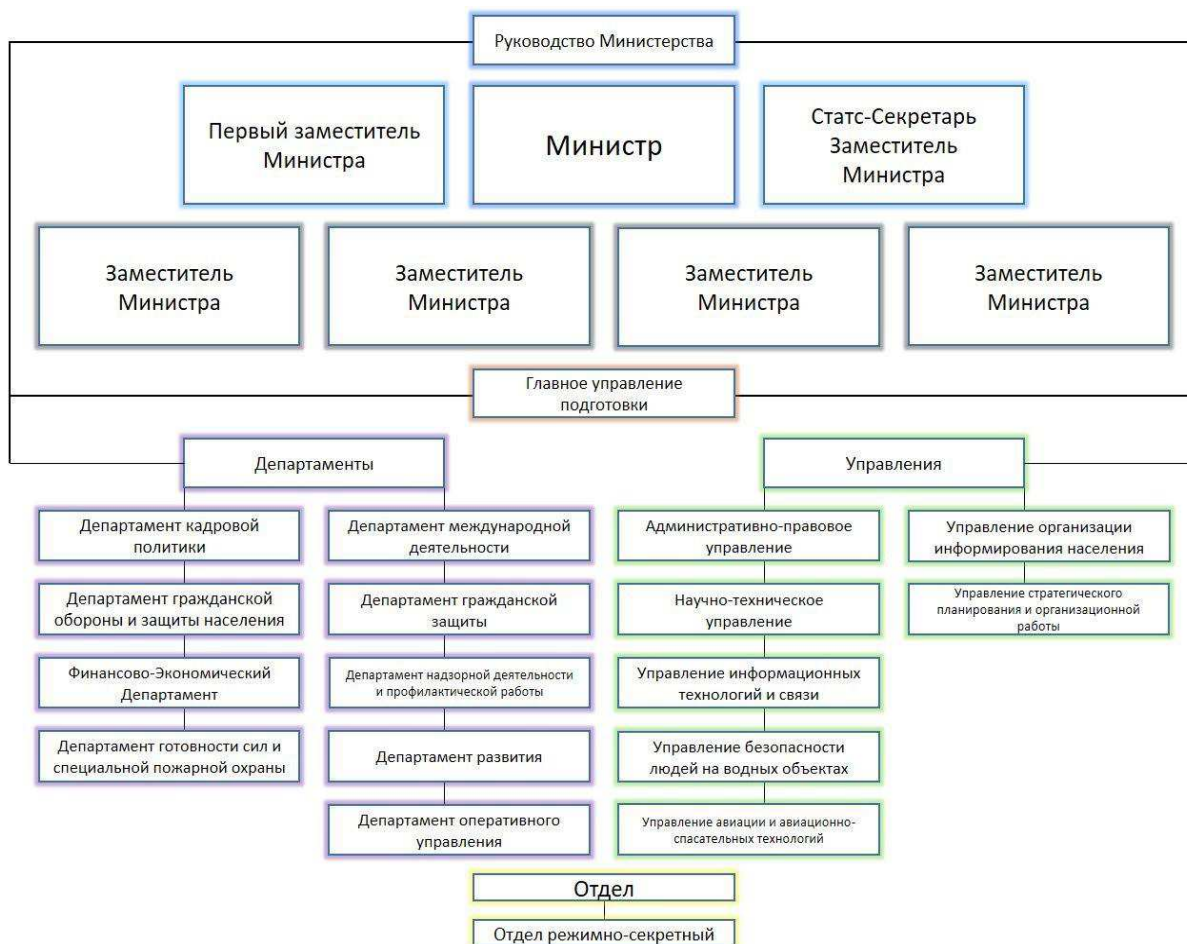 Руководство Министерства
Первый заместитель
Министра
Министр
Статс-Секретарь
Заместитель
Министра
Заместитель
Министра
Заместитель
Министра
Заместитель
Министра
Заместитель
Министра
Главное управление
подготовки
Департаменты
Департамент кадровой
политики
Департамент гражданской
обороны и защиты населения
Финансово-Экономический
Департамент
Департамент готовности сил и
специальной пожарной охраны
Департамент международной
деятельности
Департамент гражданской
защиты
Департамент надзорной деятельности
и профилактической работы
Департамент развития
Департамент оперативного
управления
Управления
Административно-правовое
управление
Научно-техническое
управление
Управление информационных
технологий и связи
Управление безопасности
людей на водных объектах
Управление авиации и авиационно-
спасательных технологий
Управление организации
информирования населения
Управление стратегического
планирования и организационной
работы
Отдел
Отдел режимно-секретный